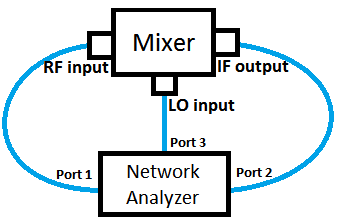 Mixer
RF input
IF output
LO input
Port 3
Port 1
Network
Port 2
Analyzer